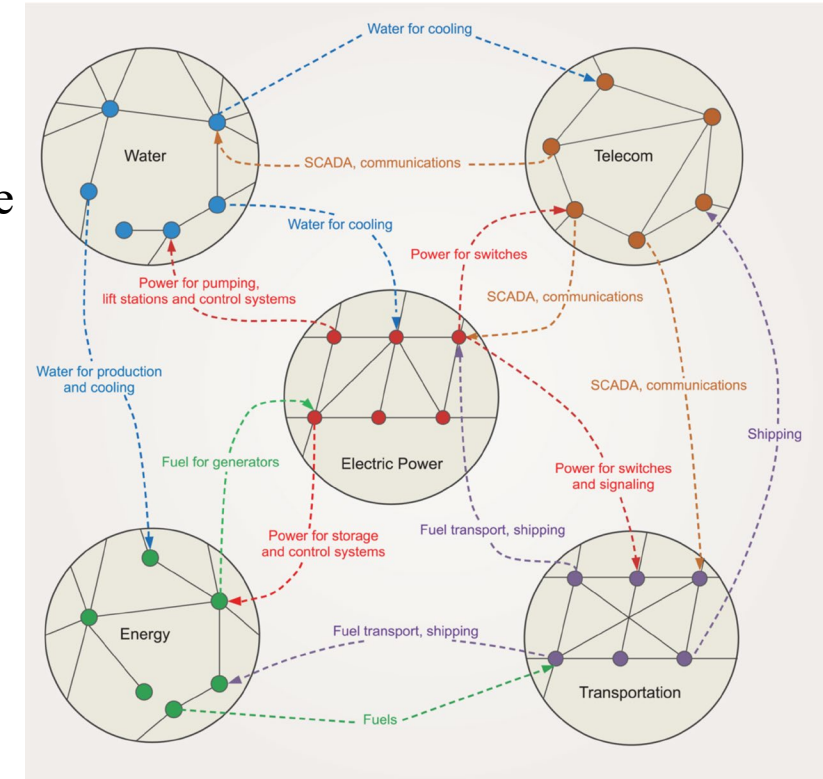 Water for cooling
e
Water
SCADA, communications
Telecom
Water for cooling
Power for switches
Power for pumping,
lift stations and control systems
SCADA, communications
Water for production
and cooling
SCADA, communications
Shipping
Electric Power
Fuel for generators
Power for switches
and signaling
Power for storage
and control systems
Fuel transport, shipping
Energy
Fuel transport, shipping
Transportation
Fuels